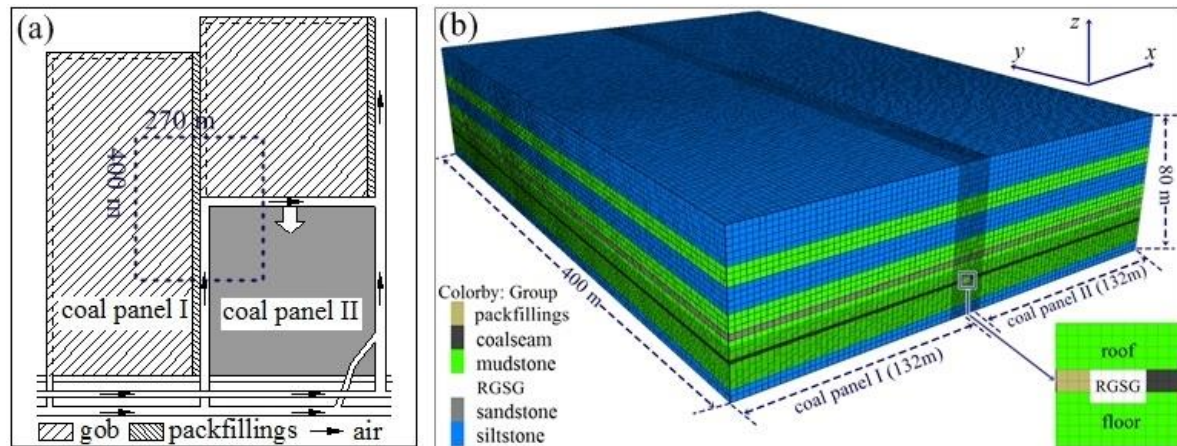 (a)
270 m
400 m
coal panel I
coal panel II
gob
packfillings
air
(b)
z
y
x
80 m
400 m
coal panel I (132m)
coal panel II (132m)
Colorby: Group
packfillings
coalseam
mudstone
RGSG
sandstone
siltstone
roof
RGSG
floor